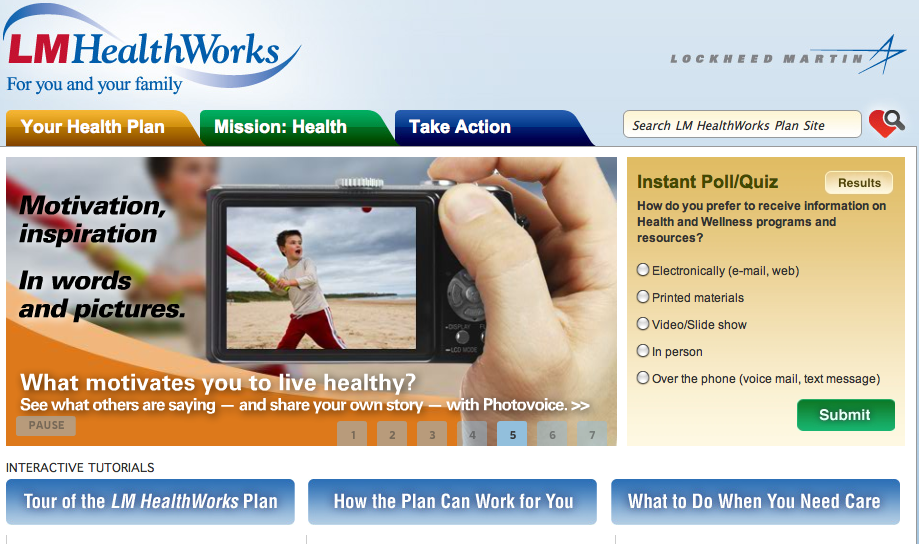 LMHealthWorks
For you and your family
LOCKHEED MARTIN
Your Health Plan
Mission: Health
Take Action
Search LM HealthWorks Plan Site
Motivation,
inspiration
In words
and pictures.
DISPLAY
LCD MODE
What motivates you to live healthy?
See what others are saying — and share your own story — with Photovoice. >>
PAUSE
1 2 3 4 5 6 7
Instant Poll/Quiz
Results
How do you prefer to receive information on
Health and Wellness programs and
resources?
Electronically (e-mail, web)
Printed materials
Video/Slide show
In person
Over the phone (voice mail, text message)
Submit
INTERACTIVE TUTORIALS
Tour of the LM HealthWorks Plan
How the Plan Can Work for You
What to Do When You Need Care